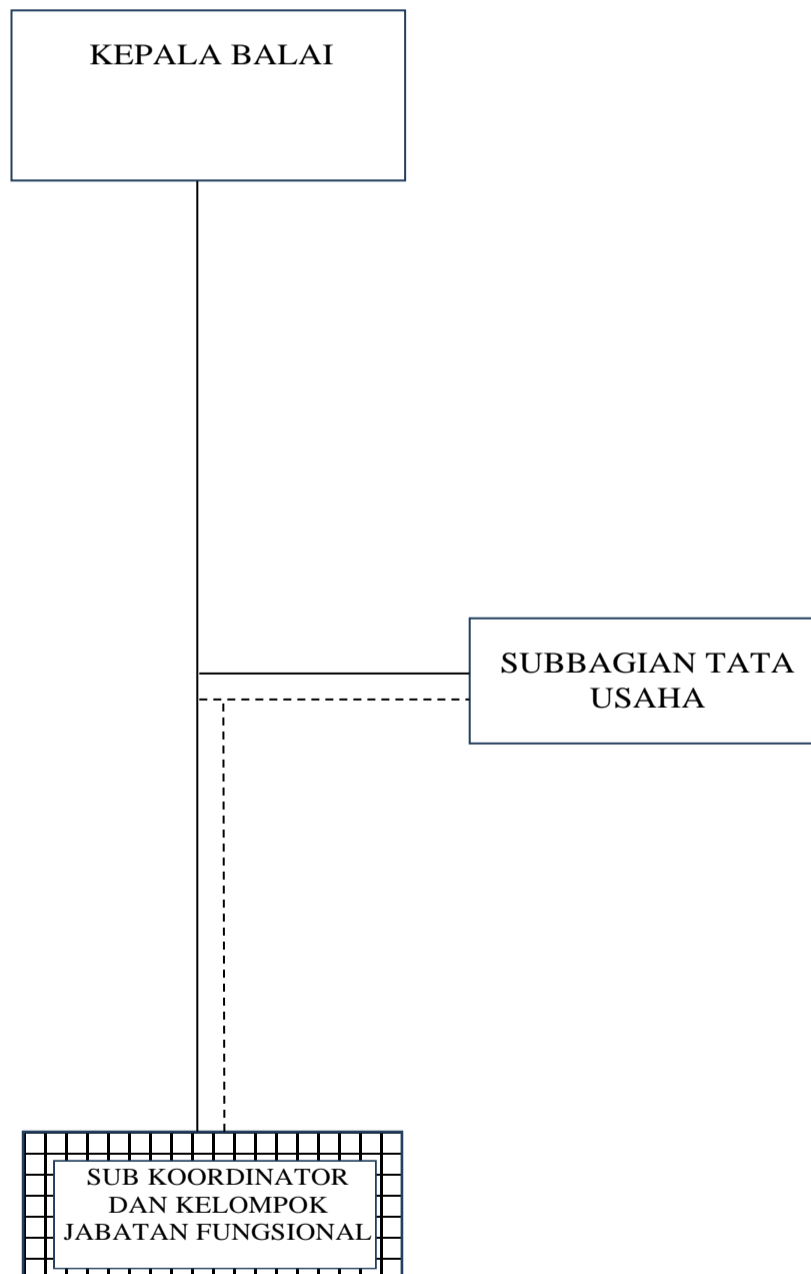 KEPALA BALAI
SUBBAGIAN TATA
USAHA
SUB KOORDINATOR
DAN KELOMPOK
JABATAN FUNGSIONAL